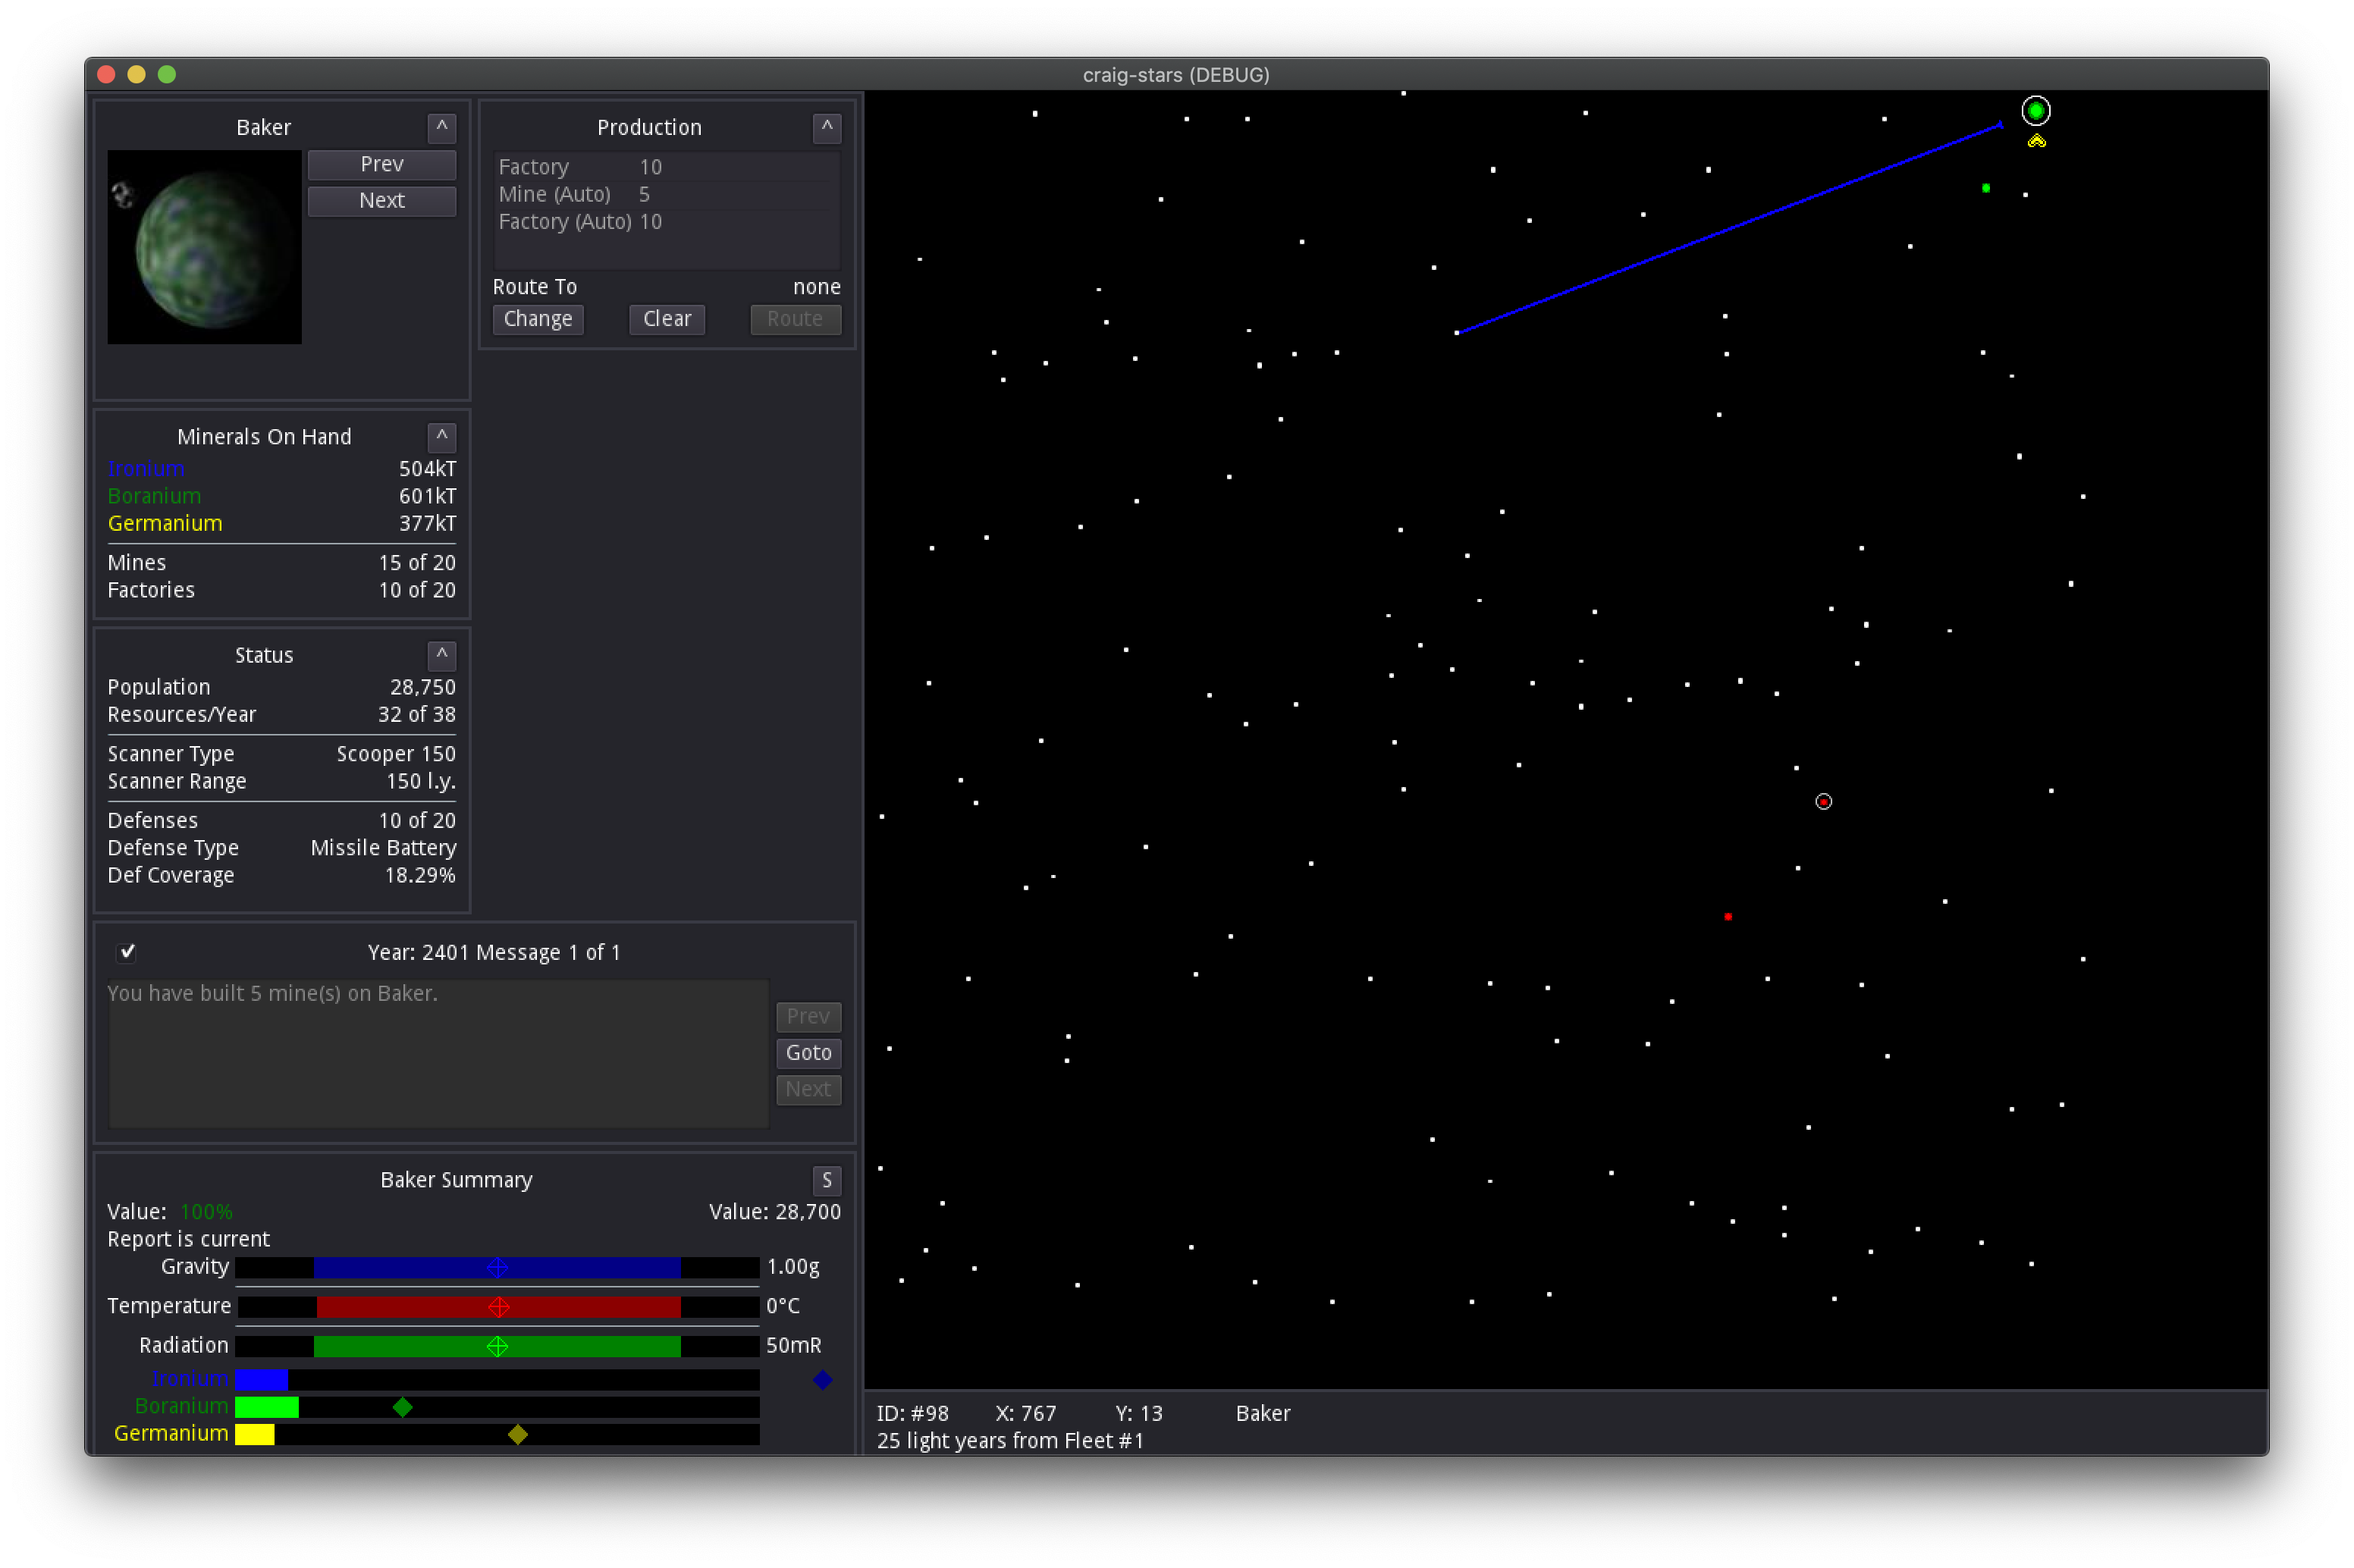 craig-stars (DEBUG)
Baker ^
Prev
Next
Production ^
Factory 10
Mine (Auto) 5
Factory (Auto) 10
Route To none
Change Clear Route
Minerals On Hand ^
Ironium 504kT
Boranium 601kT
Germanium 377kT
Mines 15 of 20
Factories 10 of 20
Status ^
Population 28,750
Resources/Year 32 of 38
Scanner Type Scooper 150
Scanner Range 150 l.y.
Defenses 10 of 20
Defense Type Missile Battery
Def Coverage 18.29%
Year: 2401 Message 1 of 1
You have built 5 mine(s) on Baker.
Prev
Goto
Next
Baker Summary S
Value: 100% Value: 28,700
Report is current
Gravity 1.00g
Temperature 0°C
Radiation 50mR
Ironium
Boranium
Germanium
ID: #98 X: 767 Y: 13 Baker
25 light years from Fleet #1